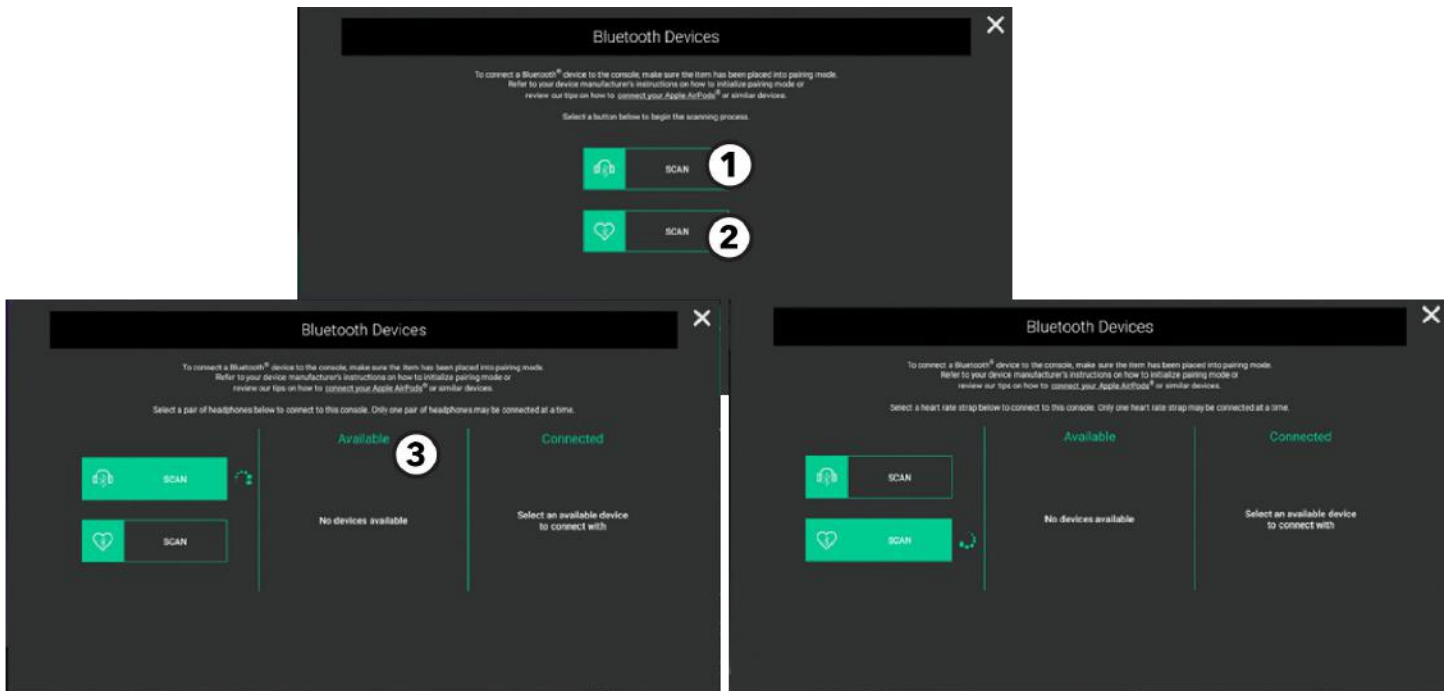 Bluetooth Devices
To connect a Bluetooth® device to the console, make sure the item has been placed into pairing mode.
Refer to your device manufacturer's instructions on how to initialize pairing mode or
review our tips on how to connect your Apple AirPods® or similar devices.
Select a button below to begin the scanning process.
SCAN
1
SCAN
2
Bluetooth Devices
To connect a Bluetooth® device to the console, make sure the item has been placed into pairing mode.
Refer to your device manufacturer's instructions on how to initialize pairing mode or
review our tips on how to connect your Apple AirPods® or similar devices.
Select a pair of headphones below to connect to this console. Only one pair of headphones may be connected at a time.
Available
3
Connected
SCAN
No devices available
Select an available device
to connect with
SCAN
Bluetooth Devices
To connect a Bluetooth® device to the console, make sure the item has been placed into pairing mode.
Refer to your device manufacturer's instructions on how to initialize pairing mode or
review our tips on how to connect your Apple AirPods® or similar devices.
Select a heart rate strap below to connect to this console. Only one heart rate strap may be connected at a time.
Available
Connected
SCAN
No devices available
Select an available device
to connect with
SCAN